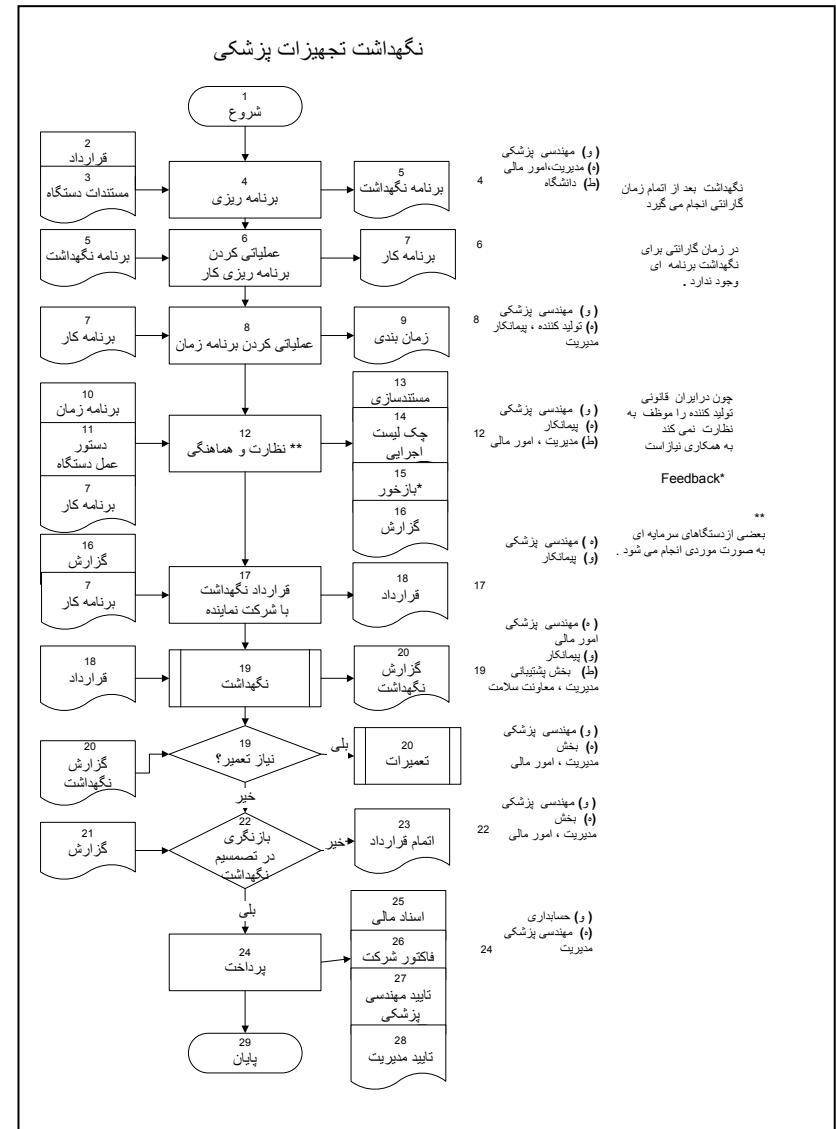 نگهداشت تجهیزات پزشکی
1
شروع
2
قرارداد
3
مستندات دستگاه
4
برنامه ریزی
5
برنامه نگهداشت
4
( و) مهندسی پزشکی
(ه) مدیریت،امور مالی
(ط) دانشگاه
نگهداشت بعد از اتمام زمان
گارانتی انجام می گیرد
5
برنامه نگهداشت
6
عملیاتی کردن
برنامه ریزی کار
7
برنامه کار
6
در زمان گارانتی برای
نگهداشت برنامه ای
وجود ندارد .
7
برنامه کار
8
عملیاتی کردن برنامه زمان
9
زمان بندی
8
( و) مهندسی پزشکی
(ه) تولید کننده ، پیمانکار
مدیریت
10
برنامه زمان
11
دستور
عمل دستگاه
7
برنامه کار
12
نظارت و هماهنگی **
13
مستندسازی
14
چک لیست
اجرایی
15
بازخور*
16
گزارش
12
( و) مهندسی پزشکی
(ه) پیمانکار
(ط) مدیریت ، امور مالی
چون درایران قانونی
تولید کننده را موظف به
نظارت نمی کند
به همکاری نیازاست
Feedback*
**
بعضی ازدستگاهای سرمایه ای
به صورت موردی انجام می شود .
16
گزارش
7
برنامه کار
17
قرارداد نگهداشت
با شرکت نماینده
18
قرارداد
17
(ه ) مهندسی پزشکی
(و) پیمانکار
18
قرارداد
19
نگهداشت
20
گزارش
نگهداشت
19
( ه) مهندسی پزشکی
امور مالی
(و) پیمانکار
(ط) بخش پشتیبانی
مدیریت ، معاونت سلامت
20
گزارش
نگهداشت
19
نیاز تعمیر؟
بلی
20
تعمیرات
( و) مهندسی پزشکی
(ه) بخش
مدیریت ، امور مالی
خیر
21
گزارش
22
بازنگری
در تصمسیم
نگهداشت
خیر
23
اتمام قرارداد
22
( و) مهندسی پزشکی
(ه) بخش
مدیریت ، امور مالی
بلی
24
پرداخت
25
اسناد مالی
26
فاکتور شرکت
27
تایید مهندسی
پزشکی
28
تایید مدیریت
24
( و) حسابداری
(ه) مهندسی پزشکی
مدیریت
29
پایان